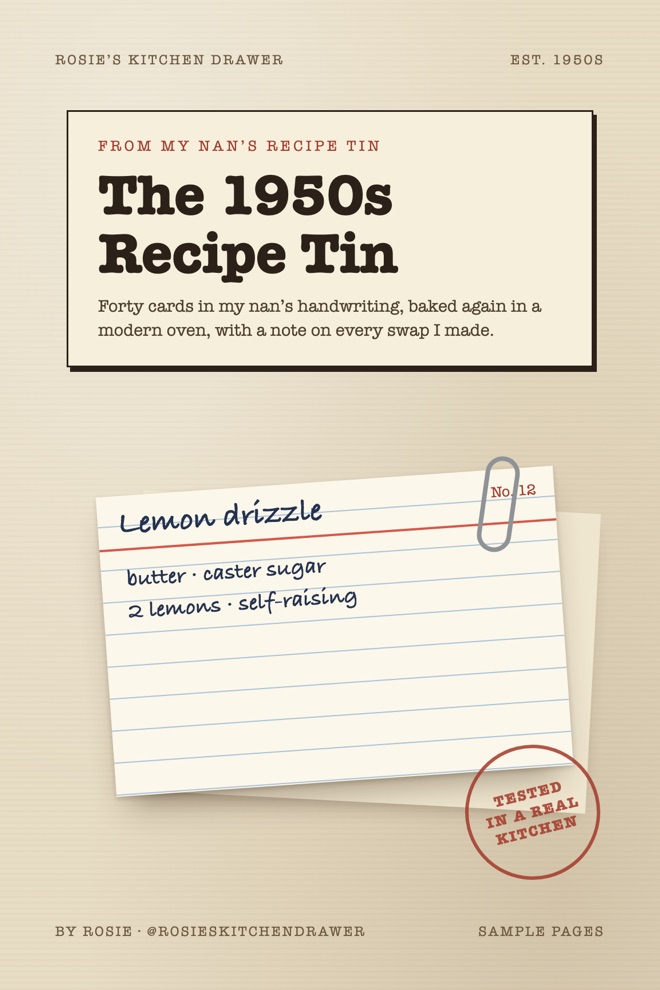 ROSIE’S KITCHEN DRAWER
EST. 1950S
FROM MY NAN’S RECIPE TIN
The 1950s
Recipe Tin
Forty cards in my nan’s handwriting, baked again in a
modern oven, with a note on every swap I made.
No. 12
Lemon drizzle
butter · caster sugar
2 lemons · self-raising
TESTED
IN A REAL
KITCHEN
BY ROSIE · @ROSIESKITCHENDRAWER
SAMPLE PAGES